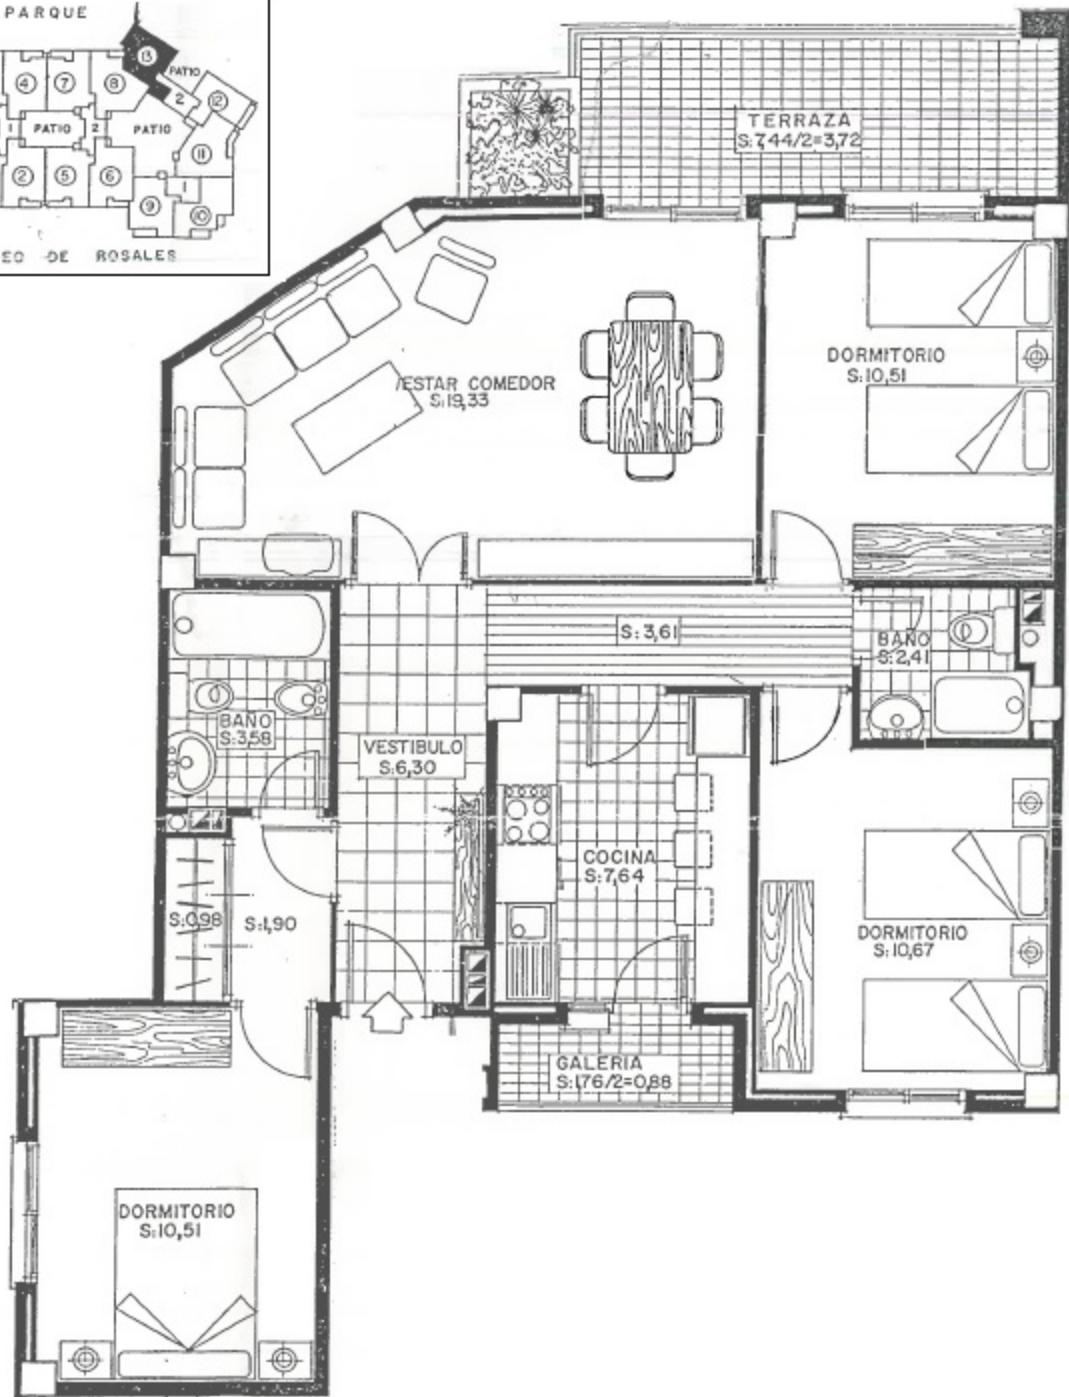 PARQUE
13
4
7
8
PATIO
2
12
1
PATIO
2
PATIO
11
2
5
6
1
9
10
EO DE ROSALES
TERRAZA
S:7,44/2=3,72
DORMITORIO
S:10,51
ESTAR COMEDOR
S:19,33
S:3,61
BAÑO
S:2,41
BAÑO
S:3,58
VESTIBULO
S:6,30
COCINA
S:7,64
S:0,98
S:1,90
DORMITORIO
S:10,67
GALERIA
S:1,76/2=0,88
DORMITORIO
S:10,51